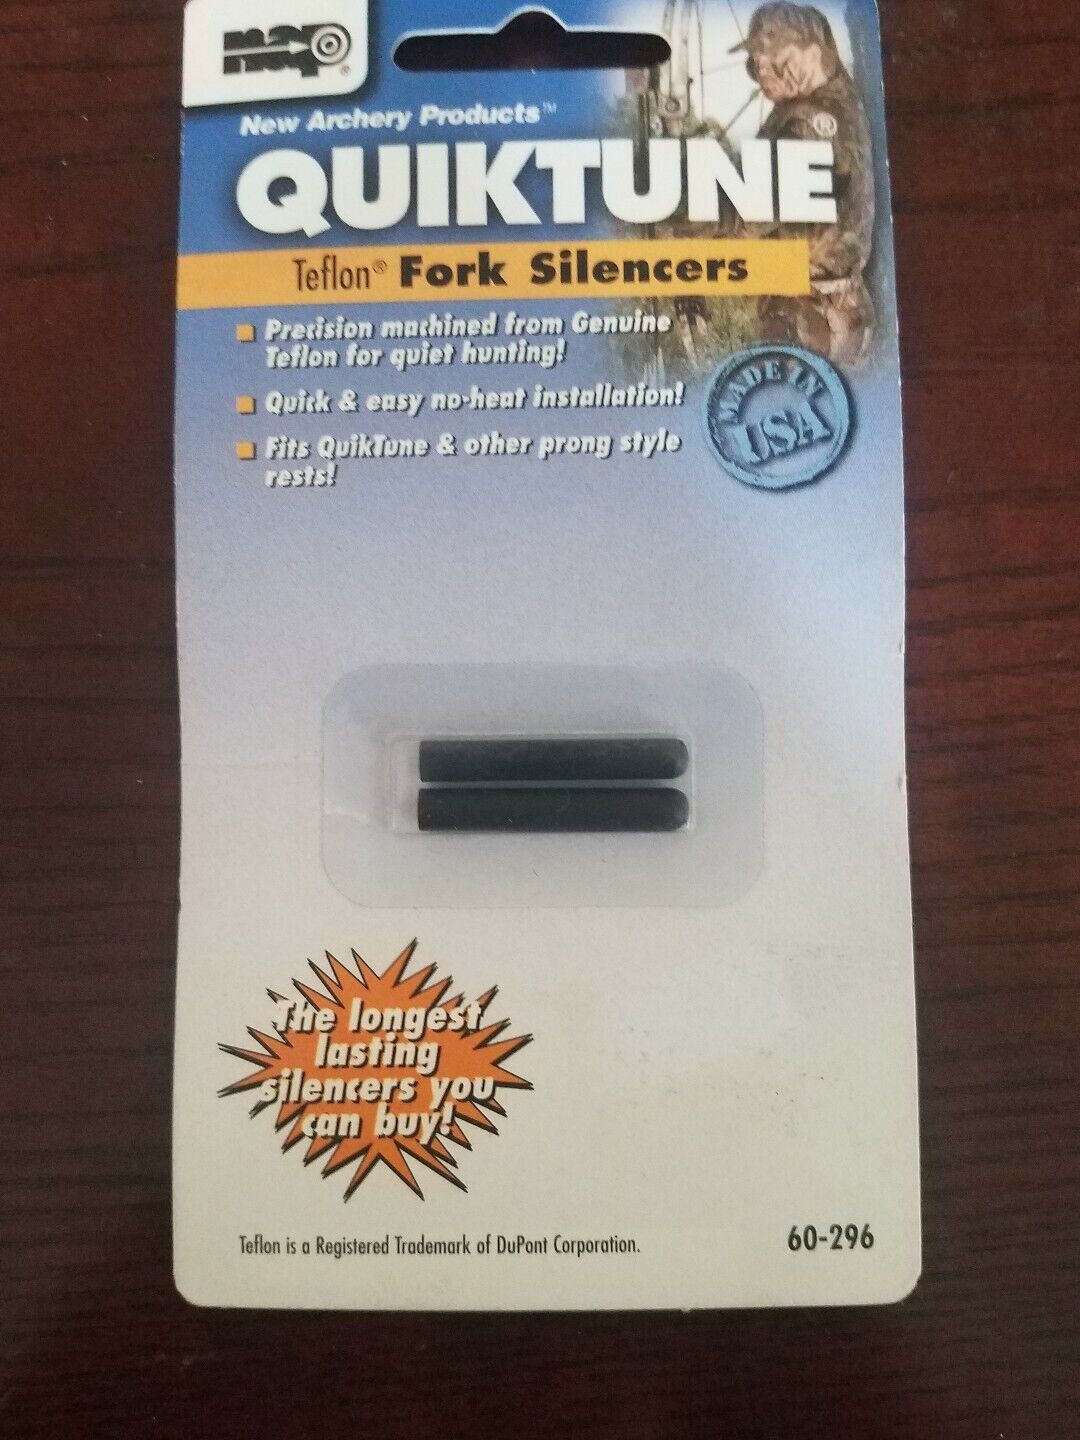 nap®
New Archery Products™
QUIKTUNE®
Teflon® Fork Silencers
Precision machined from Genuine
Teflon for quiet hunting!
Quick & easy no-heat installation!
Fits QuikTune & other prong style
rests!
MADE IN
USA
The longest
lasting
silencers you
can buy!
Teflon is a Registered Trademark of DuPont Corporation.
60-296